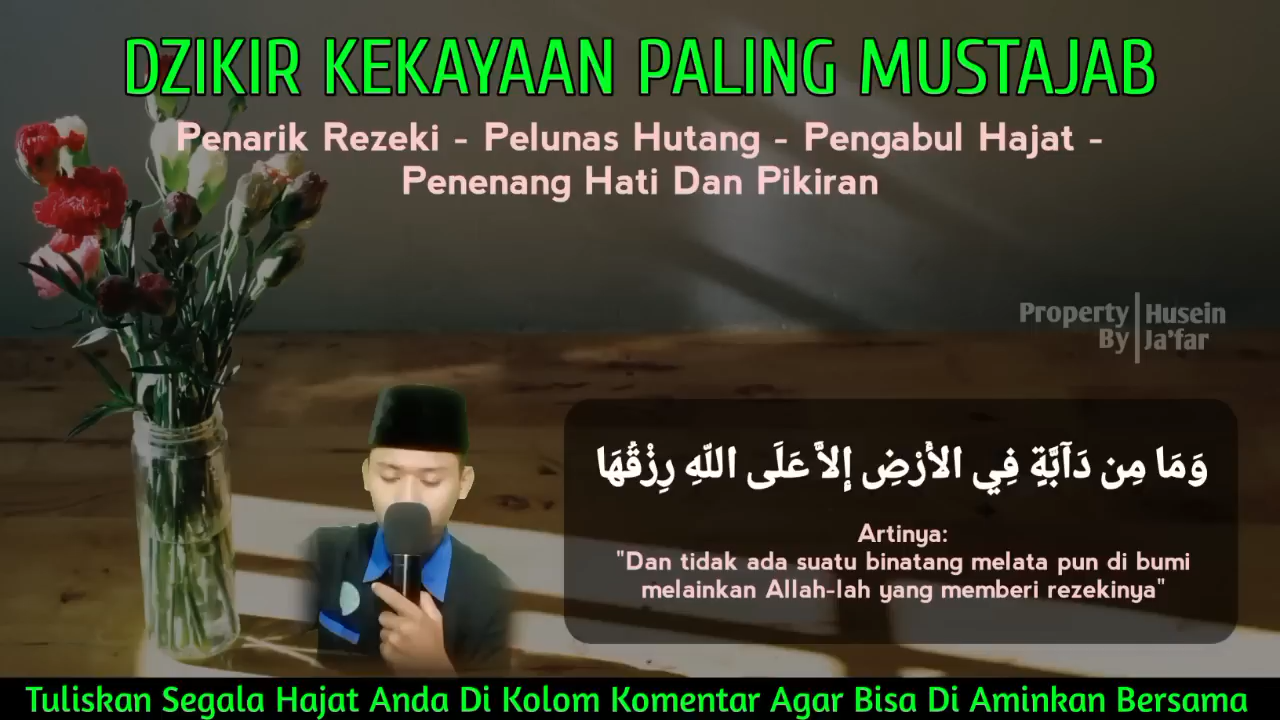 DZIKIR KEKAYAAN PALING MUSTAJAB
Penarik Rezeki - Pelunas Hutang - Pengabul Hajat -
Penenang Hati Dan Pikiran
Property Husein
By Ja'far
وَمَا مِن دَآبَّةٍ فِي الأَرْضِ إِلاَّ عَلَى اللّهِ رِزْقُهَا
Artinya:
"Dan tidak ada suatu binatang melata pun di bumi
melainkan Allah-lah yang memberi rezekinya"
Tuliskan Segala Hajat Anda Di Kolom Komentar Agar Bisa Di Aminkan Bersama